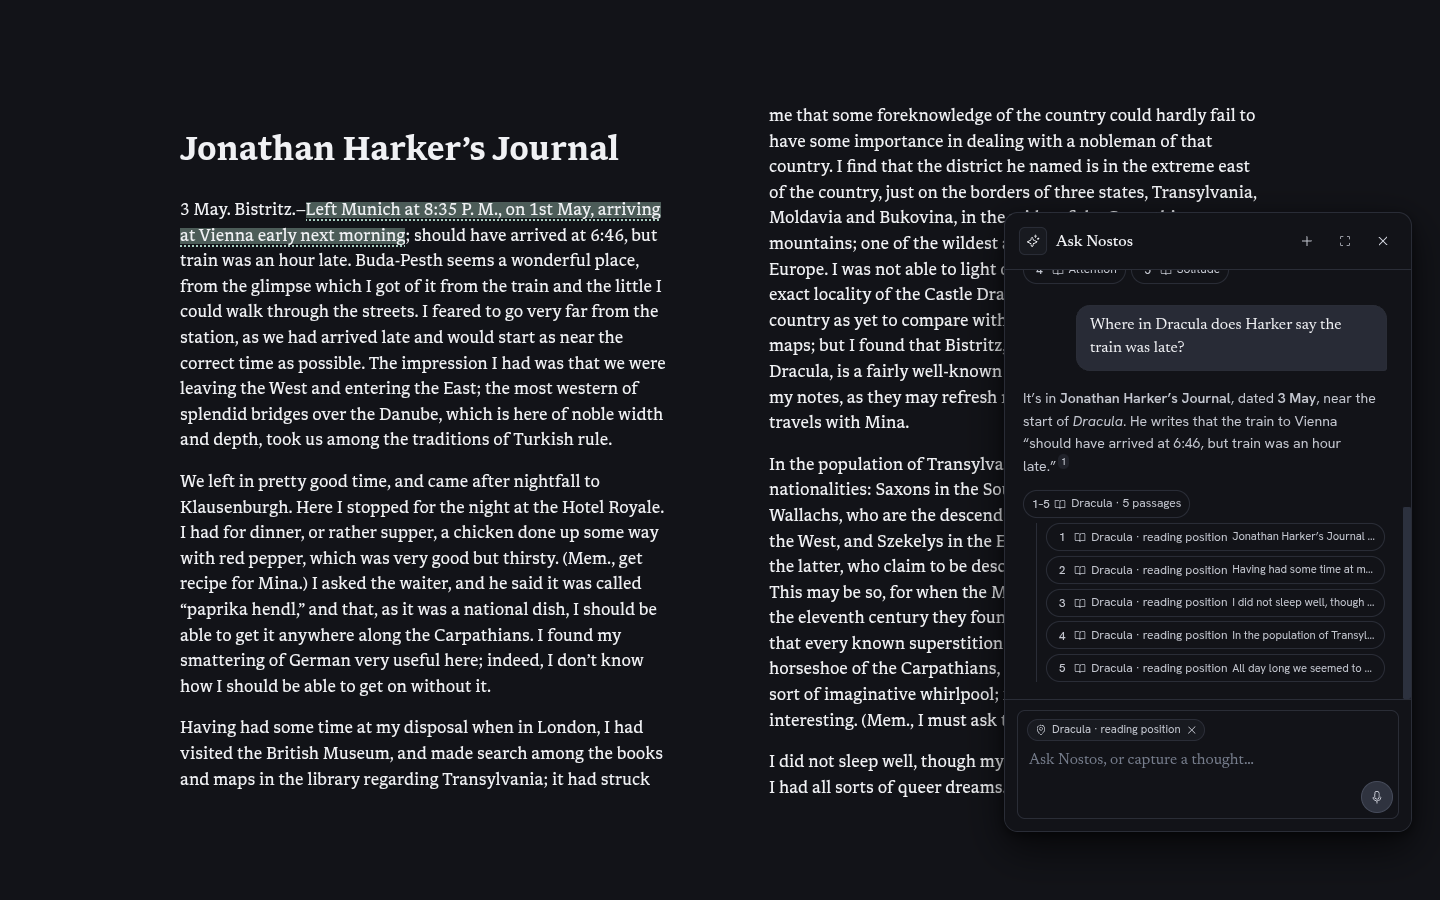 Jonathan Harker’s Journal
3 May. Bistritz.–Left Munich at 8:35 P. M., on 1st May, arriving
at Vienna early next morning; should have arrived at 6:46, but
train was an hour late. Buda-Pesth seems a wonderful place,
from the glimpse which I got of it from the train and the little I
could walk through the streets. I feared to go very far from the
station, as we had arrived late and would start as near the
correct time as possible. The impression I had was that we were
leaving the West and entering the East; the most western of
splendid bridges over the Danube, which is here of noble width
and depth, took us among the traditions of Turkish rule.
We left in pretty good time, and came after nightfall to
Klausenburgh. Here I stopped for the night at the Hotel Royale.
I had for dinner, or rather supper, a chicken done up some way
with red pepper, which was very good but thirsty. (Mem., get
recipe for Mina.) I asked the waiter, and he said it was called
“paprika hendl,” and that, as it was a national dish, I should be
able to get it anywhere along the Carpathians. I found my
smattering of German very useful here; indeed, I don’t know
how I should be able to get on without it.
Having had some time at my disposal when in London, I had
visited the British Museum, and made search among the books
and maps in the library regarding Transylvania; it had struck
me that some foreknowledge of the country could hardly fail to
have some importance in dealing with a nobleman of that
country. I find that the district he named is in the extreme east
of the country, just on the borders of three states, Transylvania,
Moldavia and Bukovina, in the
mountains; one of the wildest
Europe. I was not able to light
exact locality of the Castle Dra
country as yet to compare with
maps; but I found that Bistritz,
Dracula, is a fairly well-known
my notes, as they may refresh
travels with Mina.
In the population of Transylva
nationalities: Saxons in the Sou
Wallachs, who are the descend
the West, and Szekelys in the E
the latter, who claim to be desc
This may be so, for when the M
the eleventh century they foun
that every known superstition
horseshoe of the Carpathians,
sort of imaginative whirlpool;
interesting. (Mem., I must ask
I did not sleep well, though my
I had all sorts of queer dreams.
Ask Nostos
4 Attention 5 Solitude
Where in Dracula does Harker say the
train was late?
It’s in Jonathan Harker’s Journal, dated 3 May, near the
start of Dracula. He writes that the train to Vienna
“should have arrived at 6:46, but train was an hour
late.” 1
1-5 Dracula · 5 passages
1 Dracula · reading position Jonathan Harker’s Journal ...
2 Dracula · reading position Having had some time at m...
3 Dracula · reading position I did not sleep well, though ...
4 Dracula · reading position In the population of Transyl...
5 Dracula · reading position All day long we seemed to ...
Dracula · reading position
Ask Nostos, or capture a thought...